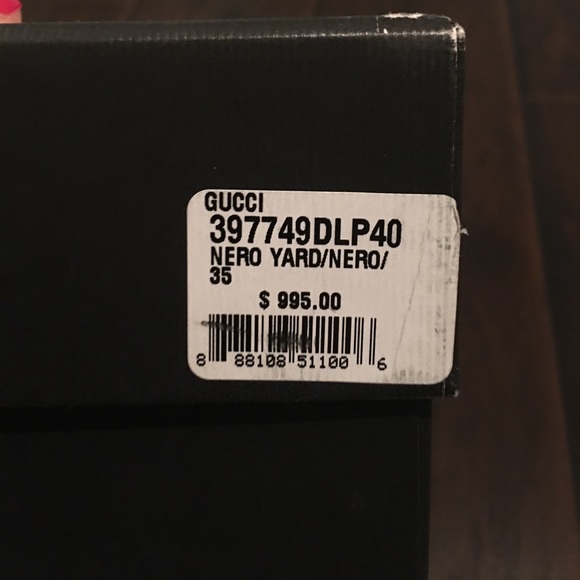 GUCCI
397749DLP40
NERO YARD/NERO/
35
$ 995.00
8 88108 51100 6